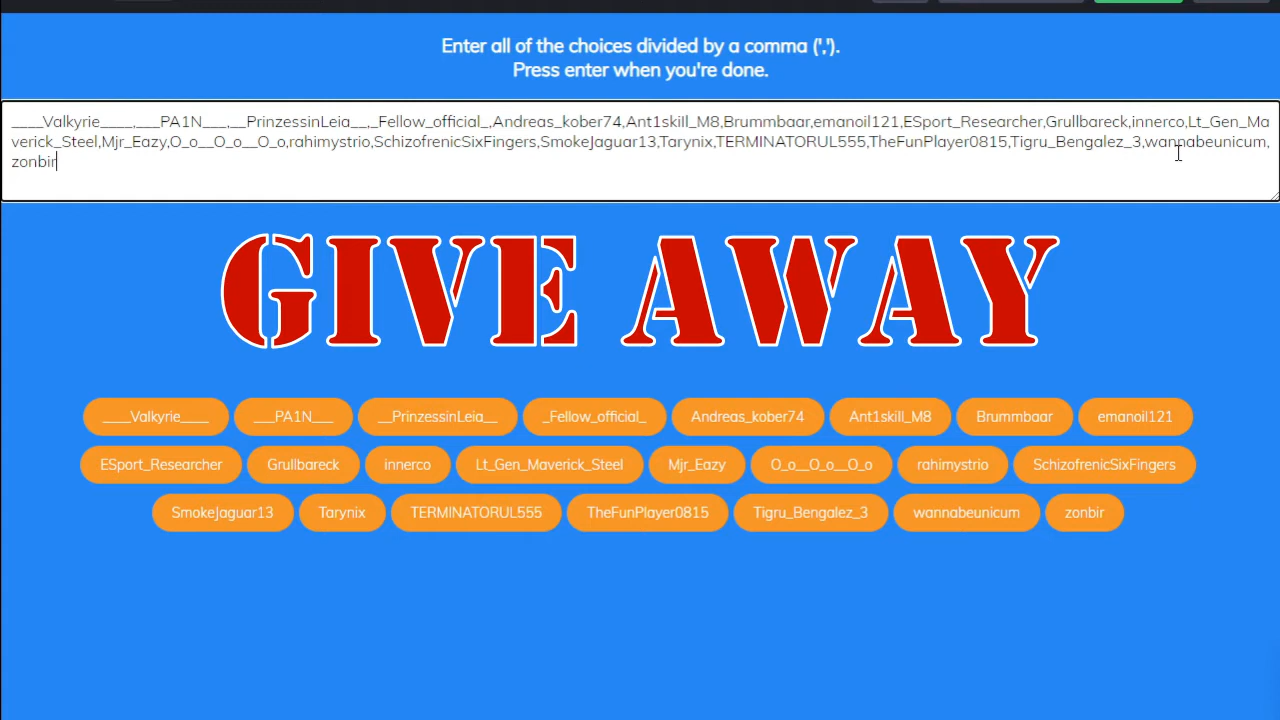 Enter all of the choices divided by a comma (',').
Press enter when you're done.
____Valkyrie____,___PA1N___,__PrinzessinLeia__,_Fellow_official_,Andreas_kober74,Ant1skill_M8,Brummbaar,emanoil121,ESport_Researcher,Grullbareck,innerco,Lt_Gen_Ma
verick_Steel,Mjr_Eazy,O_o__O_o__O_o,rahimystrio,SchizofrenicSixFingers,SmokeJaguar13,Tarynix,TERMINATORUL555,TheFunPlayer0815,Tigru_Bengalez_3,wannabeunicum,
zonbir
GIVE AWAY
____Valkyrie____ ___PA1N___ __PrinzessinLeia__ _Fellow_official_ Andreas_kober74 Ant1skill_M8 Brummbaar emanoil121
ESport_Researcher Grullbareck innerco Lt_Gen_Maverick_Steel Mjr_Eazy O_o__O_o__O_o rahimystrio SchizofrenicSixFingers
SmokeJaguar13 Tarynix TERMINATORUL555 TheFunPlayer0815 Tigru_Bengalez_3 wannabeunicum zonbir